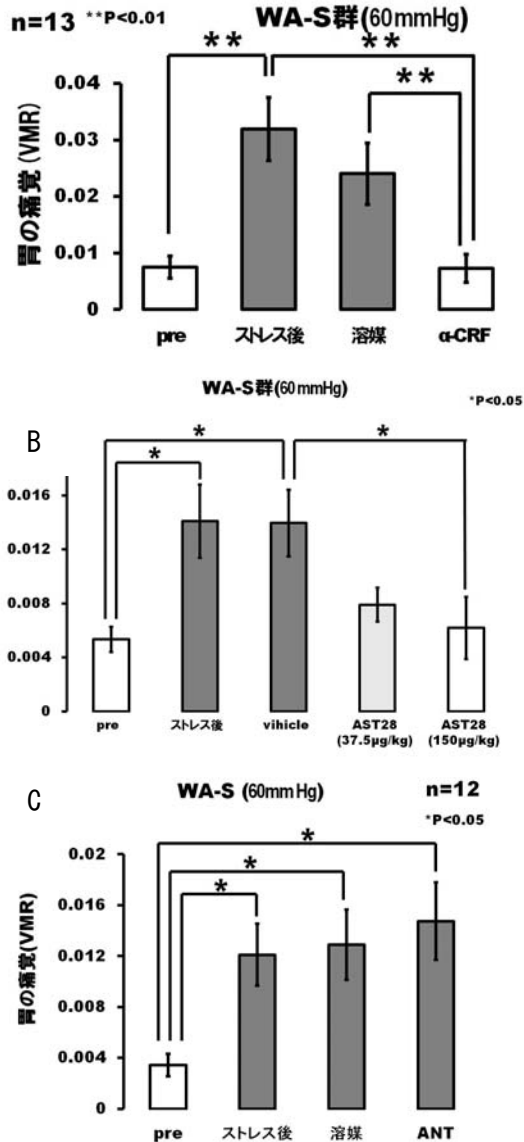 n=13 **P<0.01 WA-S群(60mmHg)
** **
**
0.04
0.03
0.02
0.01
0
胃の痛覚(VMR)
pre ストレス後 溶媒 α-CRF
WA-S群(60mmHg)
*P<0.05
B
* *
*
0.016
0.012
0.008
0.004
0
pre ストレス後 vihicle AST28 AST28
(37.5μg/kg) (150μg/kg)
C
WA-S (60mmHg) n=12
*P<0.05
*
*
*
0.02
0.016
0.012
0.008
0.004
0
胃の痛覚(VMR)
pre ストレス後 溶媒 ANT